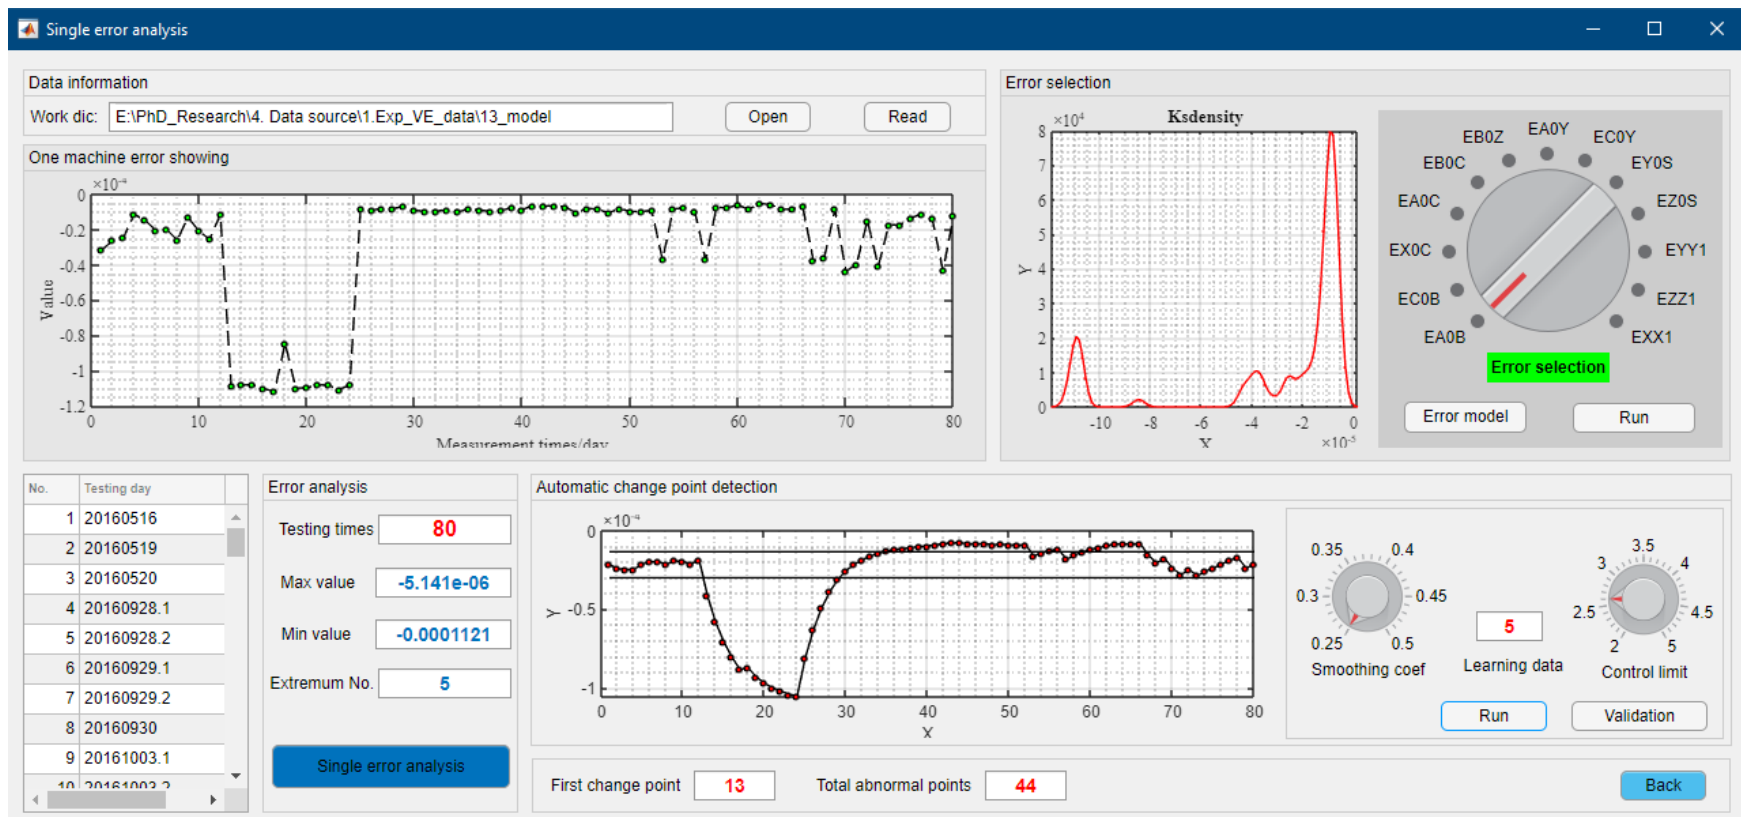 Single error analysis
Data information
Work dic: E:\PhD_Research\4. Data source\1.Exp_VE_data\13_model Open Read
One machine error showing
×10⁻⁴
0
-0.2
-0.4
-0.6
-0.8
-1
-1.2
Value
0 10 20 30 40 50 60 70 80
Measurement times/day
Error selection
×10⁴ Ksdensity
8
7
6
5
4
3
2
1
0
Y
-10 -8 -6 -4 -2 0
X ×10⁻⁵
EA0B
EC0B
EX0C
EA0C
EB0C
EB0Z
EA0Y
EC0Y
EY0S
EZ0S
EYY1
EZZ1
EXX1
Error selection
Error model Run
No. Testing day
1 20160516
2 20160519
3 20160520
4 20160928.1
5 20160928.2
6 20160929.1
7 20160929.2
8 20160930
9 20161003.1
10 20161003.2
Error analysis
Testing times 80
Max value -5.141e-06
Min value -0.0001121
Extremum No. 5
Single error analysis
Automatic change point detection
×10⁻⁴
0
-0.5
-1
Y
0 10 20 30 40 50 60 70 80
X
0.25 0.3 0.35 0.4 0.45 0.5
Smoothing coef
5
Learning data
2 2.5 3 3.5 4 4.5 5
Control limit
Run Validation
First change point 13 Total abnormal points 44 Back